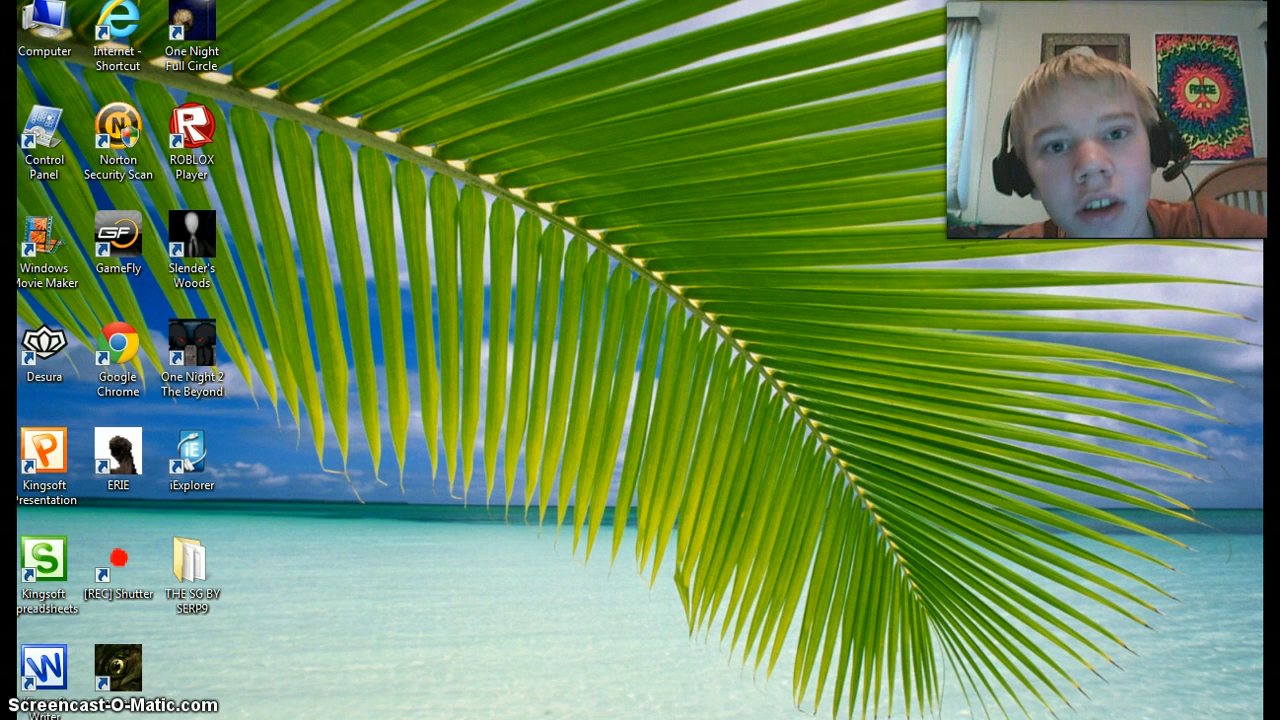 Computer
Internet -
Shortcut
One Night
Full Circle
Control
Panel
Norton
Security Scan
ROBLOX
Player
Windows
Movie Maker
GameFly
Slender's
Woods
Desura
Google
Chrome
One Night 2
The Beyond
Kingsoft
Presentation
ERIE
iExplorer
Kingsoft
Spreadsheets
[REC] Shutter
THE SG BY
SERP9
Writer
PEACE
Screencast-O-Matic.com